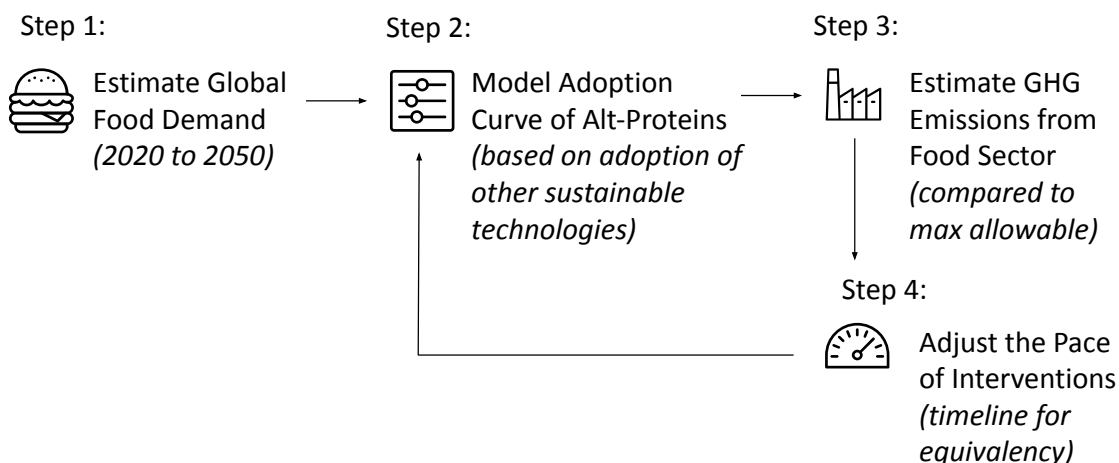 Step 1:
Estimate Global
Food Demand
(2020 to 2050)
Step 2:
Model Adoption
Curve of Alt-Proteins
(based on adoption of
other sustainable
technologies)
Step 3:
Estimate GHG
Emissions from
Food Sector
(compared to
max allowable)
Step 4:
Adjust the Pace
of Interventions
(timeline for
equivalency)